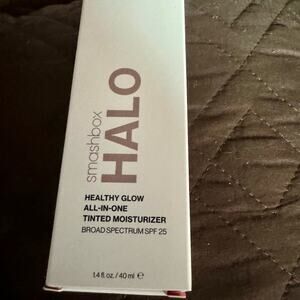 smashbox
HALO
HEALTHY GLOW
ALL-IN-ONE
TINTED MOISTURIZER
BROAD SPECTRUM SPF 25
1.4 fl. oz. / 40 ml ℮